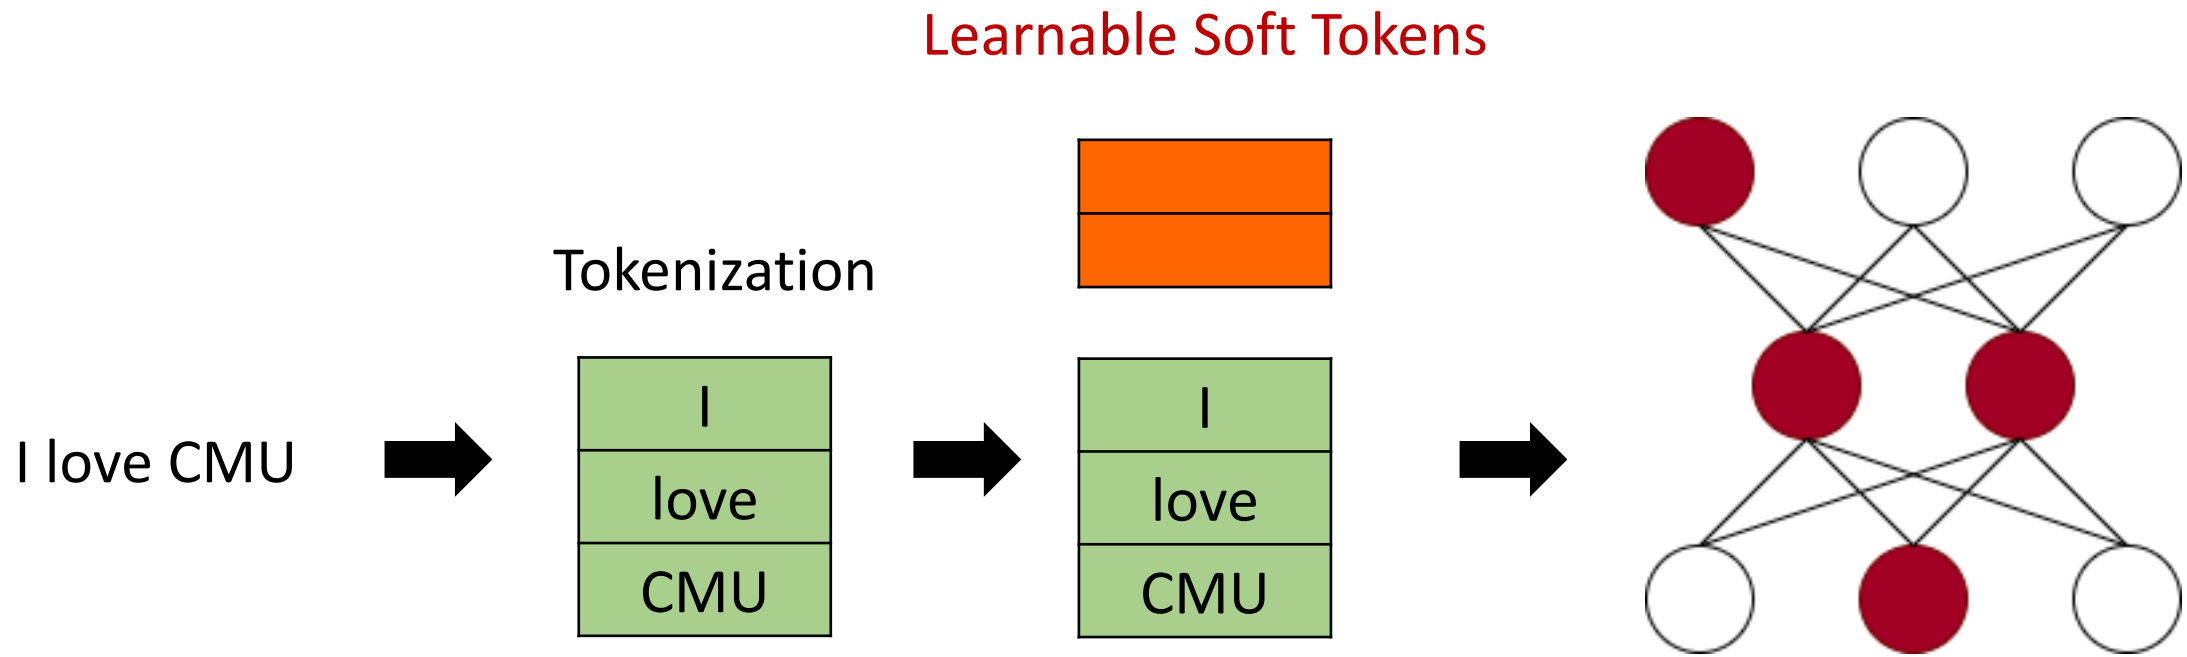 Learnable Soft Tokens
Tokenization
I love CMU
I
love
CMU
I
love
CMU